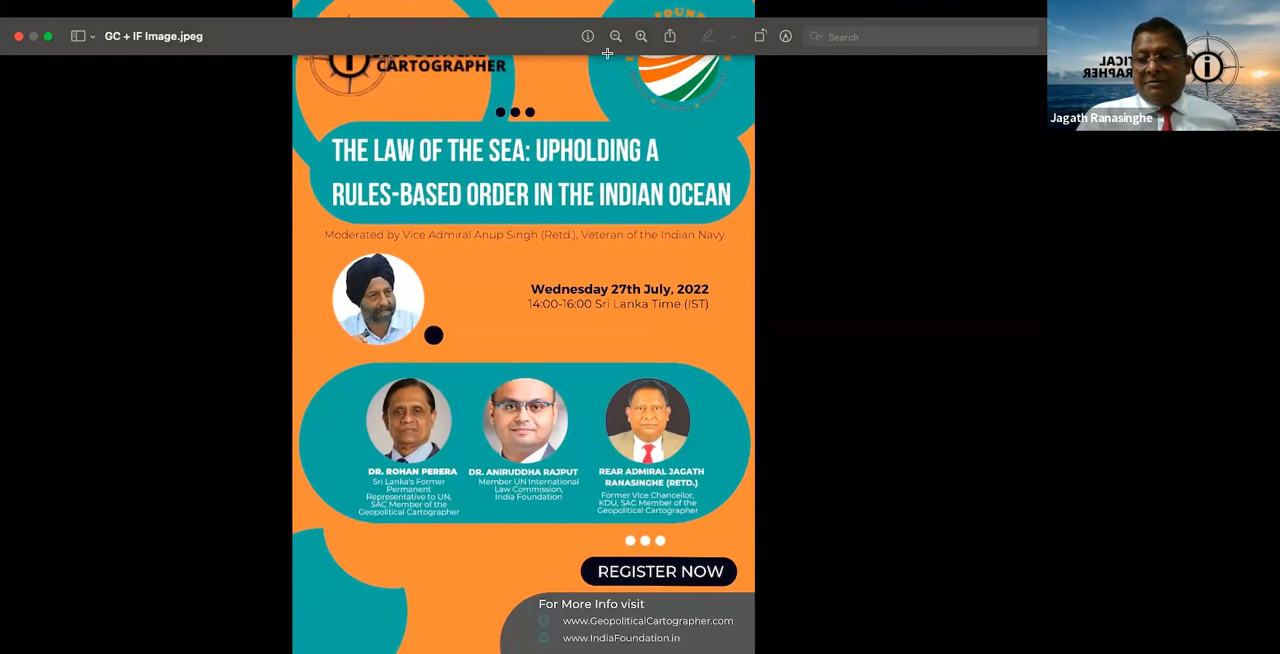 GC + IF Image.jpeg
Search
CARTOGRAPHER
THE LAW OF THE SEA: UPHOLDING A
RULES-BASED ORDER IN THE INDIAN OCEAN
Moderated by Vice Admiral Anup Singh (Retd.), Veteran of the Indian Navy
Wednesday 27th July, 2022
14:00-16:00 Sri Lanka Time (IST)
DR. ROHAN PERERA
Sri Lanka's Former
Permanent
Representative to UN,
SAC Member of the
Geopolitical Cartographer
DR. ANIRUDDHA RAJPUT
Member UN International
Law Commission,
India Foundation
REAR ADMIRAL JAGATH
RANASINGHE (RETD.)
Former Vice Chancellor,
KDU, SAC Member of the
Geopolitical Cartographer
REGISTER NOW
For More Info visit
www.GeopoliticalCartographer.com
www.IndiaFoundation.in
Jagath Ranasinghe